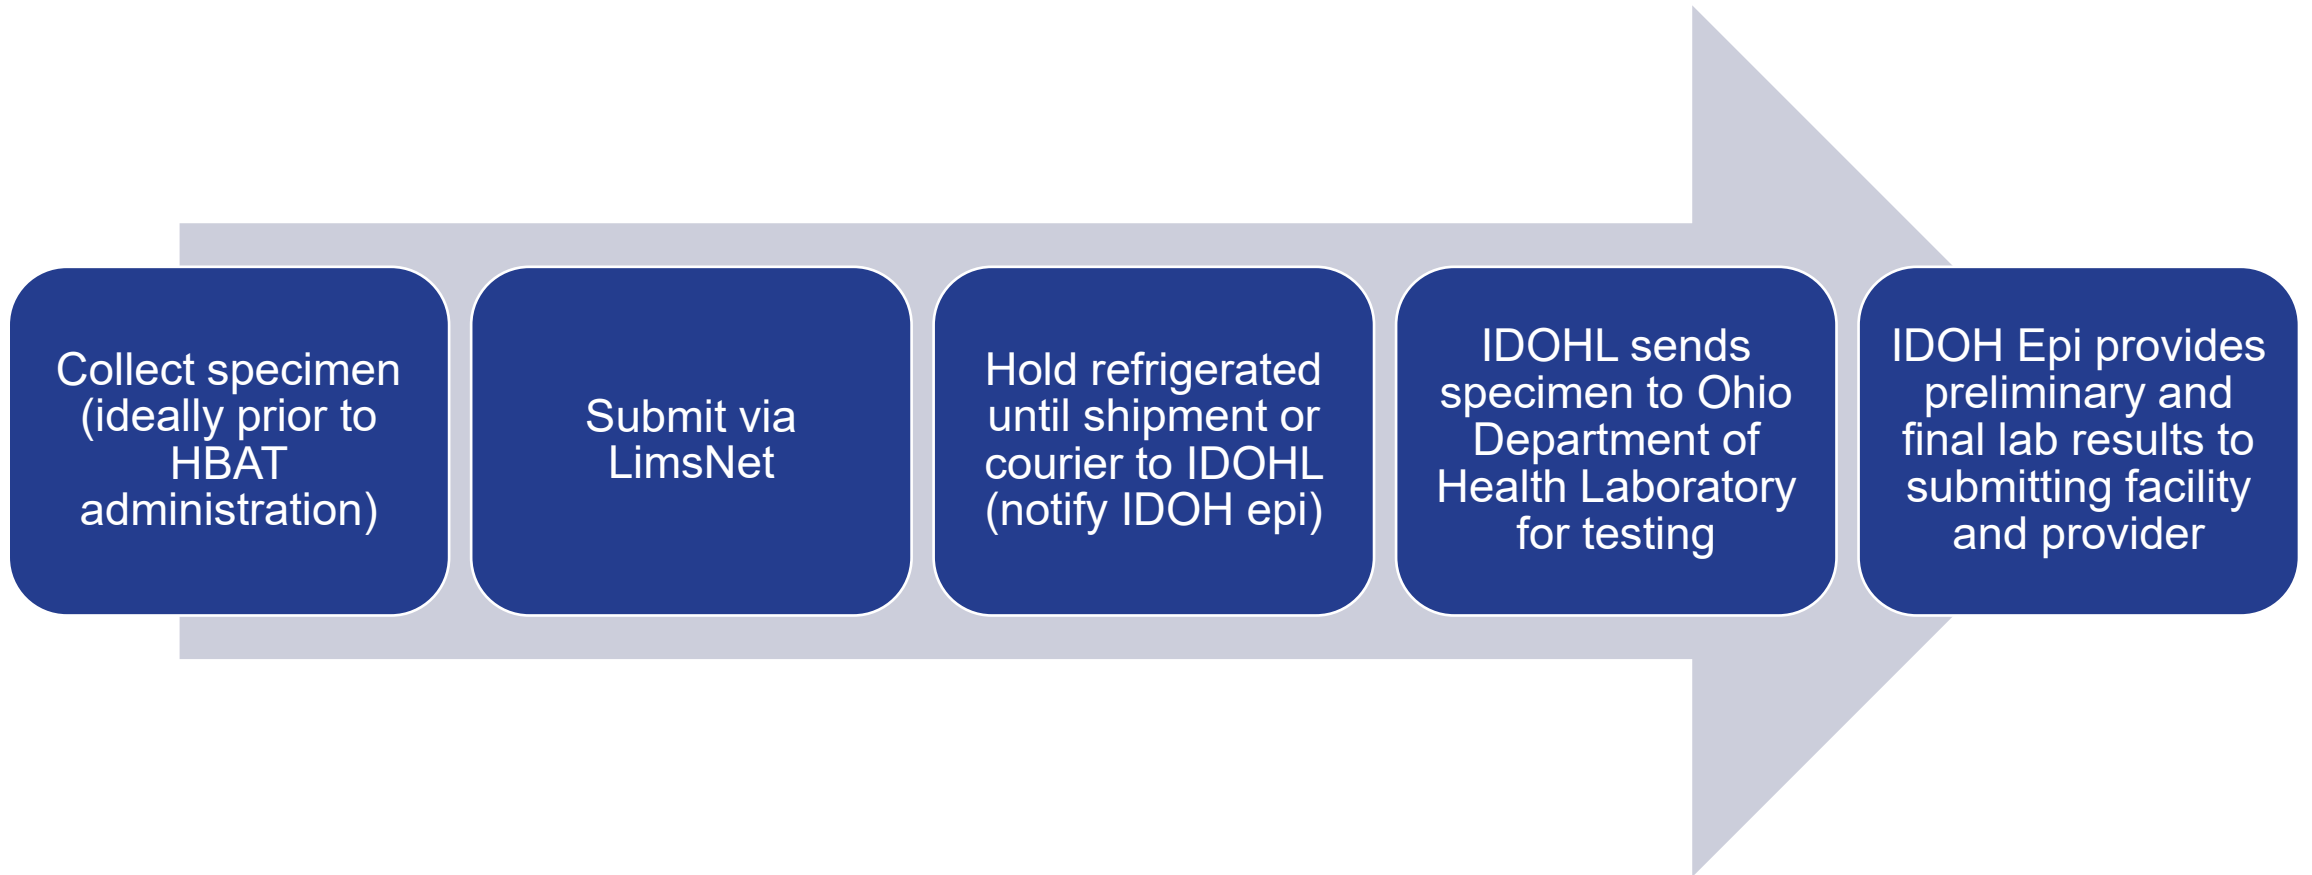 Collect specimen
(ideally prior to
HBAT
administration)
Submit via
LimsNet
Hold refrigerated
until shipment or
courier to IDOHL
(notify IDOH epi)
IDOHL sends
specimen to Ohio
Department of
Health Laboratory
for testing
IDOH Epi provides
preliminary and
final lab results to
submitting facility
and provider